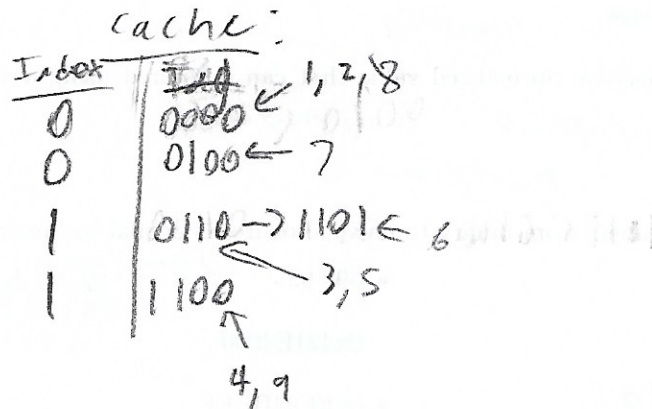 cache:
Index Tag
0 0000 ← 1, 2, 8
0 0100 ← 7
1 0110 → 1101 ← 6
1 1100 3, 5
4, 9